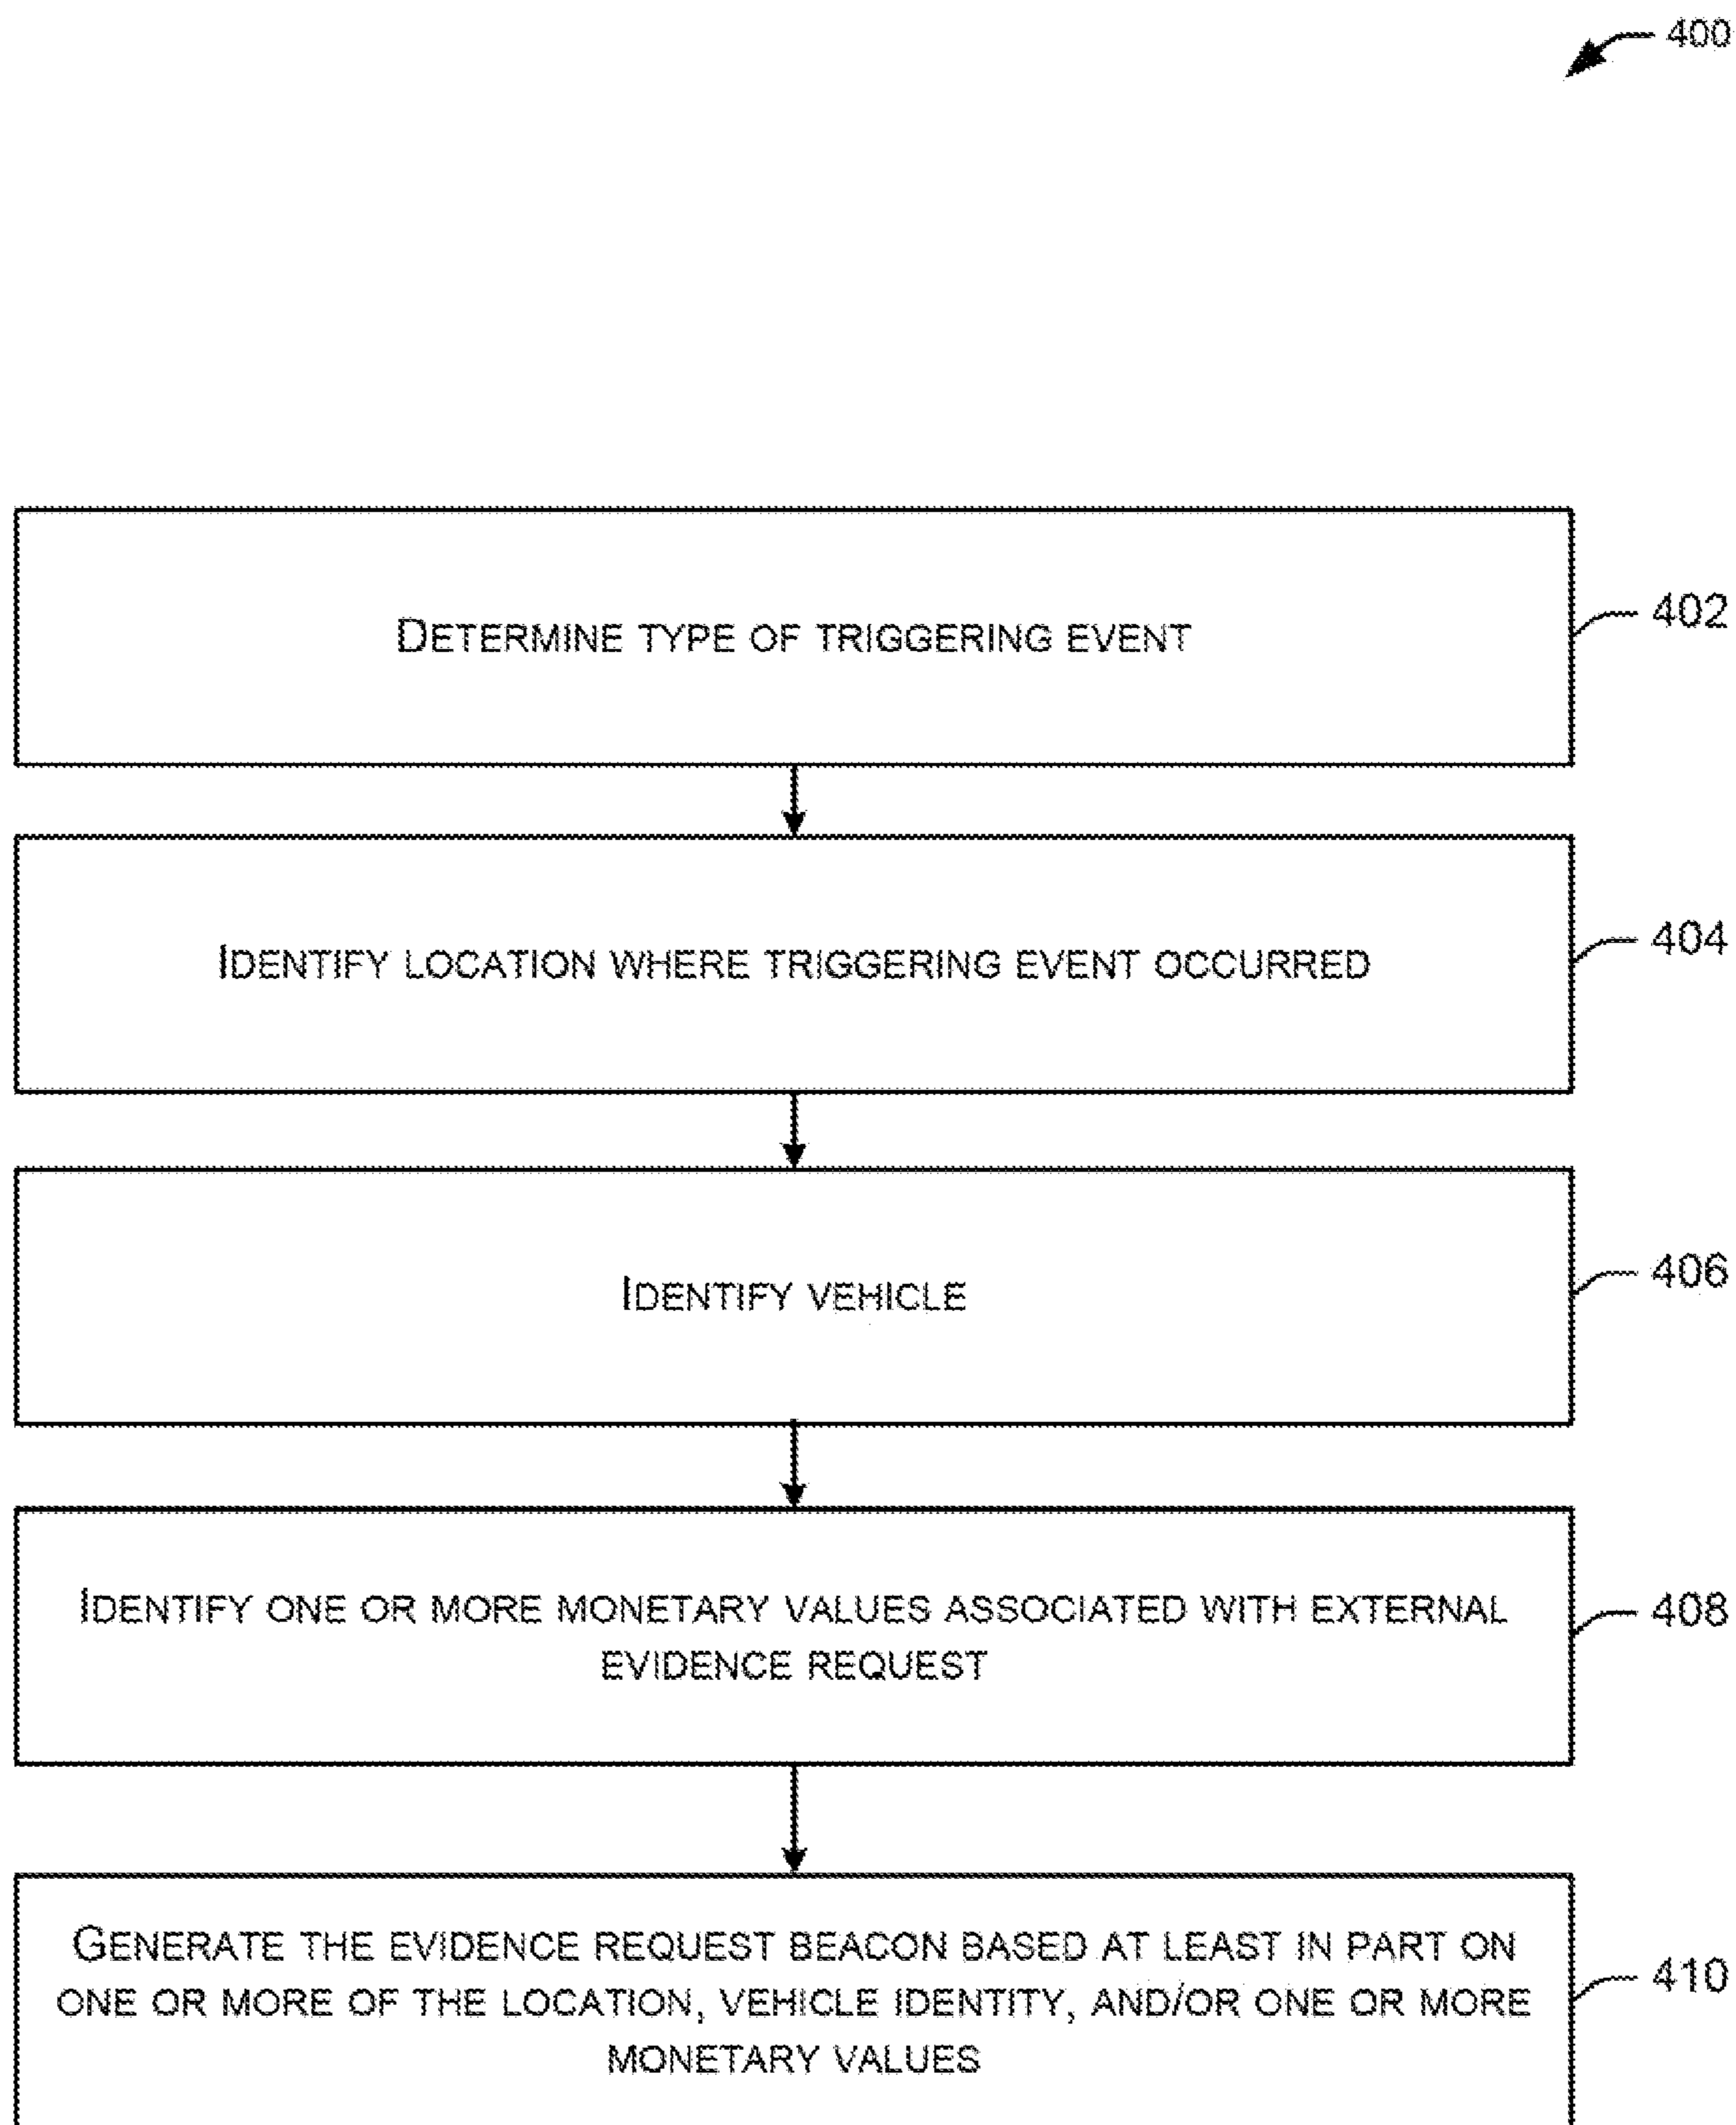 400
DETERMINE TYPE OF TRIGGERING EVENT
402
IDENTIFY LOCATION WHERE TRIGGERING EVENT OCCURRED
404
IDENTIFY VEHICLE
406
IDENTIFY ONE OR MORE MONETARY VALUES ASSOCIATED WITH EXTERNAL
EVIDENCE REQUEST
408
GENERATE THE EVIDENCE REQUEST BEACON BASED AT LEAST IN PART ON
ONE OR MORE OF THE LOCATION, VEHICLE IDENTITY, AND/OR ONE OR MORE
MONETARY VALUES
410